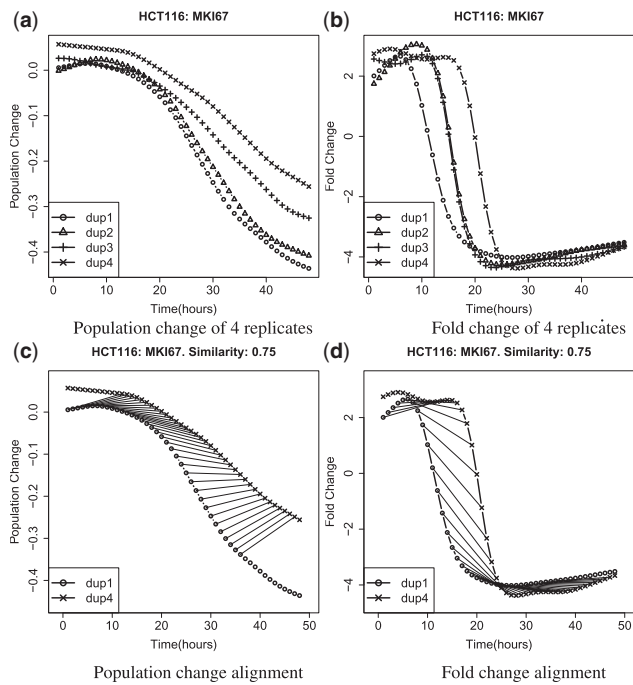 (a)
HCT116: MKI67
Population Change
0.0
−0.1
−0.2
−0.3
−0.4
dup1
dup2
dup3
dup4
0 10 20 30 40
Time(hours)
Population change of 4 replicates
(b)
HCT116: MKI67
Fold Change
2
0
−2
−4
dup1
dup2
dup3
dup4
0 10 20 30 40
Time(hours)
Fold change of 4 replicates
(c)
HCT116: MKI67. Similarity: 0.75
Population Change
0.0
−0.1
−0.2
−0.3
−0.4
dup1
dup4
0 10 20 30 40 50
Time(hours)
Population change alignment
(d)
HCT116: MKI67. Similarity: 0.75
Fold Change
2
0
−2
−4
dup1
dup4
0 10 20 30 40 50
Time(hours)
Fold change alignment